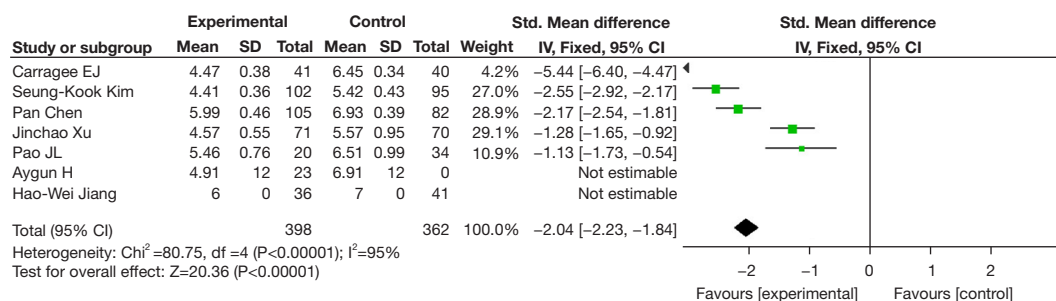 Experimental Control Std. Mean difference Std. Mean difference
Study or subgroup Mean SD Total Mean SD Total Weight IV, Fixed, 95% CI IV, Fixed, 95% CI
Carragee EJ 4.47 0.38 41 6.45 0.34 40 4.2% −5.44 [−6.40, −4.47]
Seung-Kook Kim 4.41 0.36 102 5.42 0.43 95 27.0% −2.55 [−2.92, −2.17]
Pan Chen 5.99 0.46 105 6.93 0.39 82 28.9% −2.17 [−2.54, −1.81]
Jinchao Xu 4.57 0.55 71 5.57 0.95 70 29.1% −1.28 [−1.65, −0.92]
Pao JL 5.46 0.76 20 6.51 0.99 34 10.9% −1.13 [−1.73, −0.54]
Aygun H 4.91 12 23 6.91 12 0 Not estimable
Hao-Wei Jiang 6 0 36 7 0 41 Not estimable
Total (95% CI) 398 362 100.0% −2.04 [−2.23, −1.84]
Heterogeneity: Chi²=80.75, df =4 (P<0.00001); I²=95%
Test for overall effect: Z=20.36 (P<0.00001)
−2 −1 0 1 2
Favours [experimental] Favours [control]